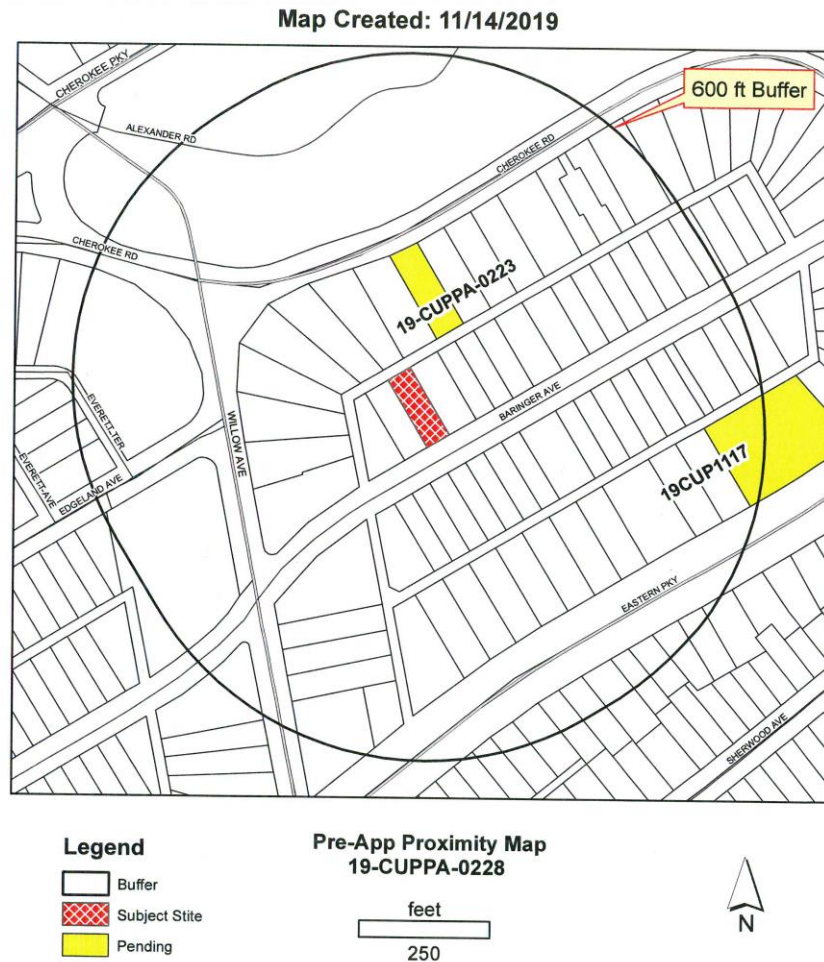 Map Created: 11/14/2019
CHEROKEE PKY
600 ft Buffer
ALEXANDER RD
CHEROKEE RD
CHEROKEE RD
19-CUPPA-0223
BARINGER AVE
EVERETT TER
WILLOW AVE
EVERETT AVE
EDGELAND AVE
19CUP1117
EASTERN PKY
SHERWOOD AVE
Legend
Buffer
Subject Stite
Pending
Pre-App Proximity Map
19-CUPPA-0228
feet
250
N